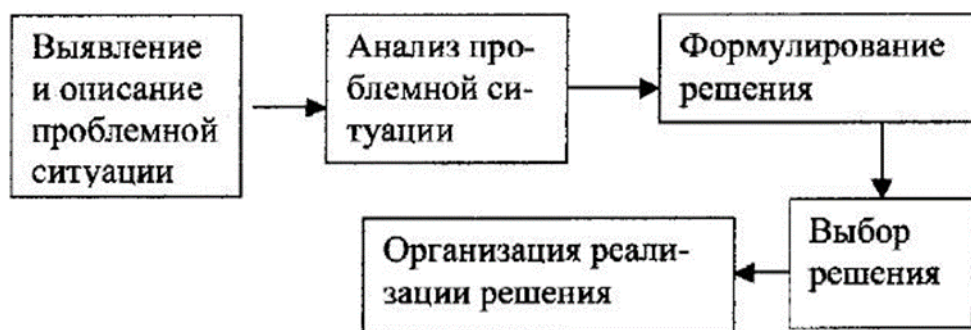 Выявление
и описание
проблемной
ситуации
Анализ про-
блемной си-
туации
Формулирование
решения
Выбор
решения
Организация реали-
зации решения